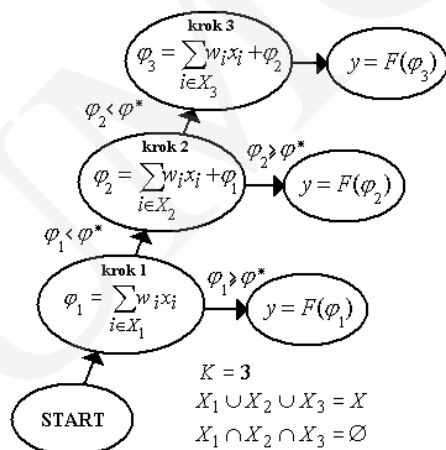 krok 3
φ₃ = ∑ wᵢxᵢ + φ₂
i∈X₃
y = F(φ₃)
φ₂ < φ*
krok 2
φ₂ = ∑ wᵢxᵢ + φ₁
i∈X₂
φ₂ ⩾ φ*
y = F(φ₂)
φ₁ < φ*
krok 1
φ₁ = ∑ wᵢxᵢ
i∈X₁
φ₁ ⩾ φ*
y = F(φ₁)
START
K = 3
X₁ ∪ X₂ ∪ X₃ = X
X₁ ∩ X₂ ∩ X₃ = ∅